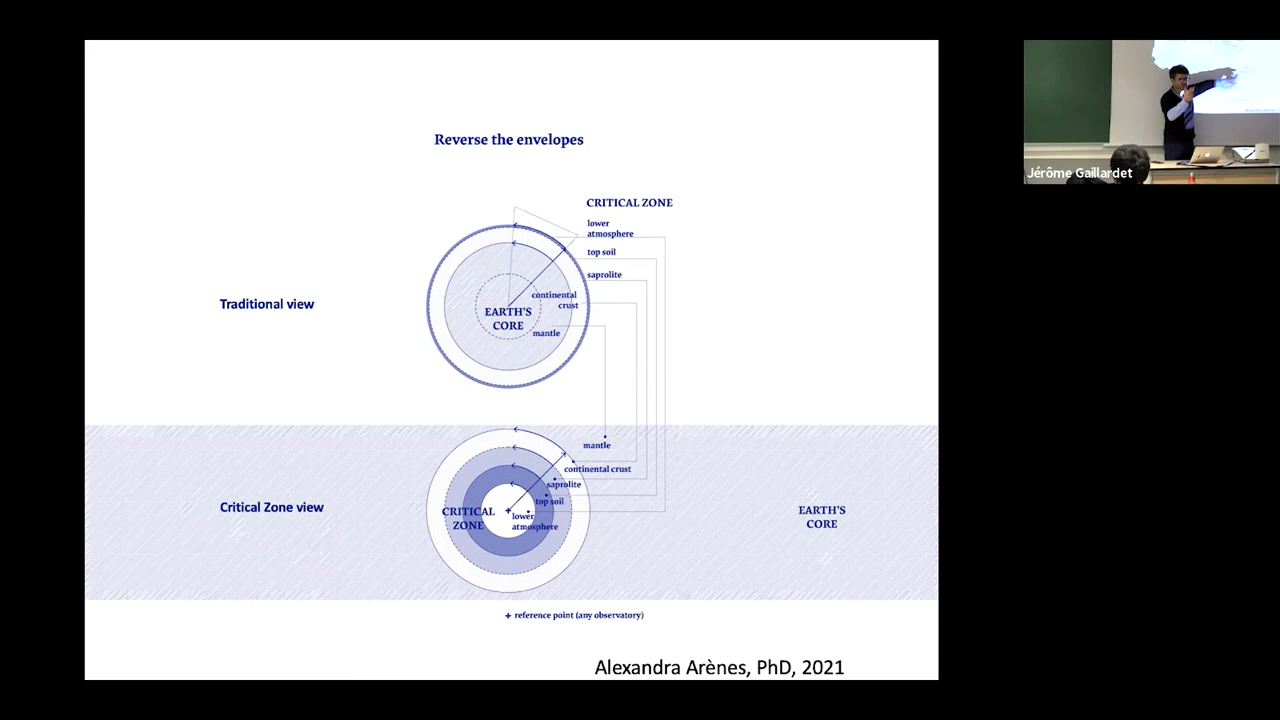 Reverse the envelopes
CRITICAL ZONE
lower
atmosphere
top soil
saprolite
continental
crust
Traditional view
EARTH'S
CORE
mantle
mantle
continental crust
saprolite
top soil
Critical Zone view
CRITICAL
ZONE
lower
atmosphere
EARTH'S
CORE
+ reference point (any observatory)
Alexandra Arènes, PhD, 2021
Jérôme Gaillardet